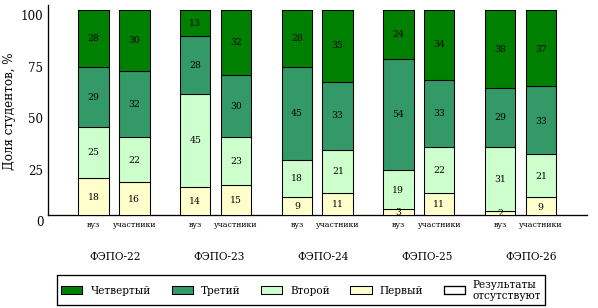 100
75
50
25
0
Доля студентов, %
28 30 13 32 28 35 24 34 38 37
29 32 28 30 45 33 54 33 29 33
25 22 45 23 18 21 19 22 31 21
18 16 14 15 9 11 3 11 2 9
вуз участники вуз участники вуз участники вуз участники вуз участники
ФЭПО-22 ФЭПО-23 ФЭПО-24 ФЭПО-25 ФЭПО-26
Четвертый Третий Второй Первый Результаты
отсутствуют